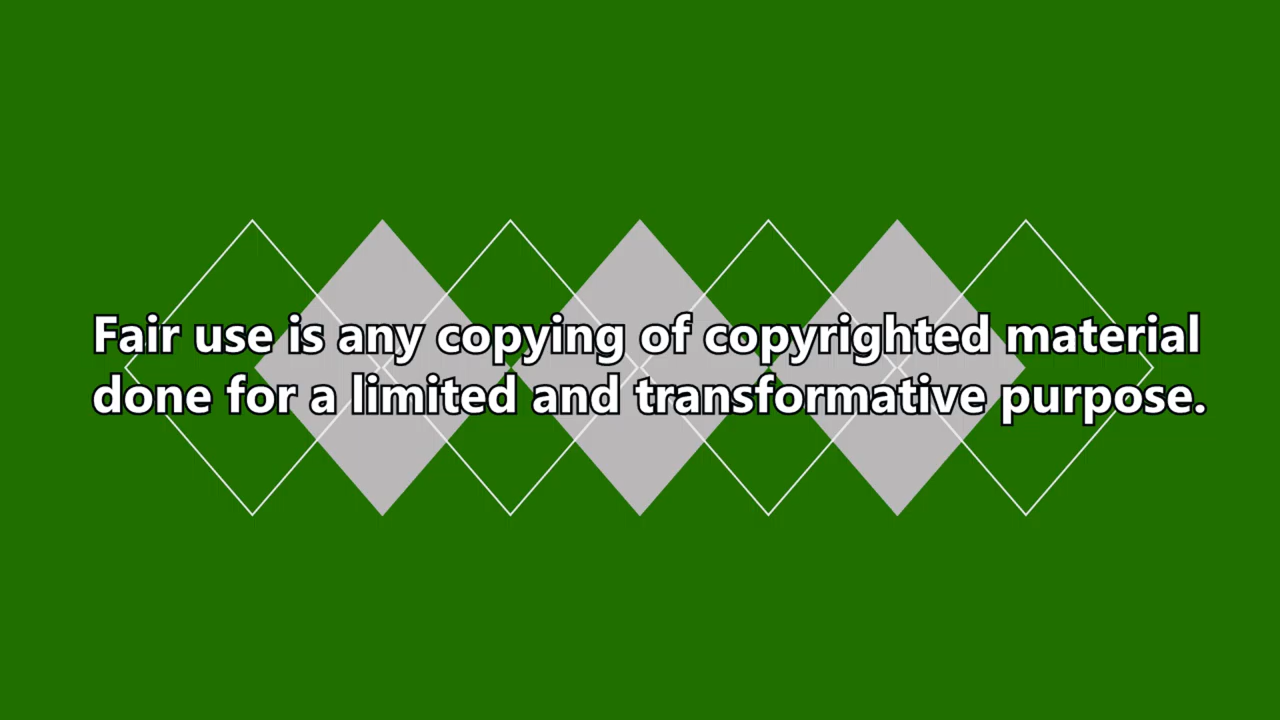 Fair use is any copying of copyrighted material
done for a limited and transformative purpose.